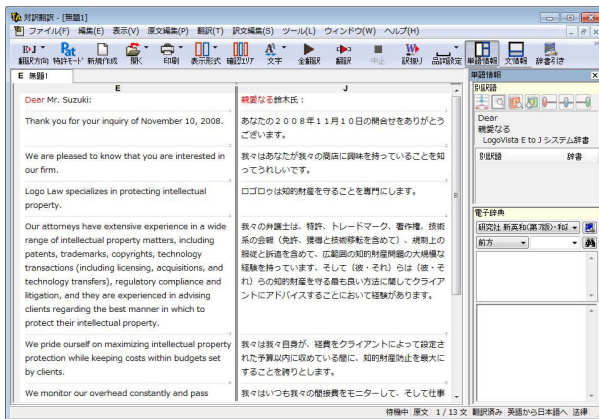 対訳翻訳 - [無題1]
ファイル(F) 編集(E) 表示(V) 原文編集(P) 翻訳(T) 訳文編集(S) ツール(L) ウィンドウ(W) ヘルプ(H)
翻訳方向 特許モード 新規作成 開く 印刷 表示形式 確認エリア 文字 全翻訳 翻訳 中止 訳振り 品詞設定 単語情報 文情報 辞書引き
E 無題1
E
Dear Mr. Suzuki:
Thank you for your inquiry of November 10, 2008.
We are pleased to know that you are interested in
our firm.
Logo Law specializes in protecting intellectual
property.
Our attorneys have extensive experience in a wide
range of intellectual property matters, including
patents, trademarks, copyrights, technology
transactions (including licensing, acquisitions, and
technology transfers), regulatory compliance and
litigation, and they are experienced in advising
clients regarding the best manner in which to
protect their intellectual property.
We pride ourself on maximizing intellectual property
protection while keeping costs within budgets set
by clients.
We monitor our overhead constantly and pass
J
親愛なる鈴木氏：
あなたの２００８年１１月１０日の問合せをありがとう
ございます。
我々はあなたが我々の商店に興味を持っていることを知
ってうれしいです。
ロゴロウは知的財産を守ることを専門にします。
我々の弁護士は、特許、トレードマーク、著作権、技術
系の会報（免許、獲得と技術移転を含めて）、規制上の
服従と訴追を含めて、広範囲の知的財産問題の大規模な
経験を持っています、そして（彼・それ）らは（彼・そ
れ）らの知的財産を守る最も良い方法に関してクライア
ントにアドバイスすることにおいて経験があります。
我々は我々自身が、経費をクライアントによって設定さ
れた予算以内に収めている間に、知的財産防止を最大に
することを誇りとします。
我々はいつも我々の間接費をモニターして、そして仕事
単語情報
別訳語
Dear
親愛なる
LogoVista E to J システム辞書
別訳語 辞書
電子辞典
研究社 新英和(第7版)・和
前方
待機中 原文 1 / 13 文 翻訳済み 英語から日本語へ 法律